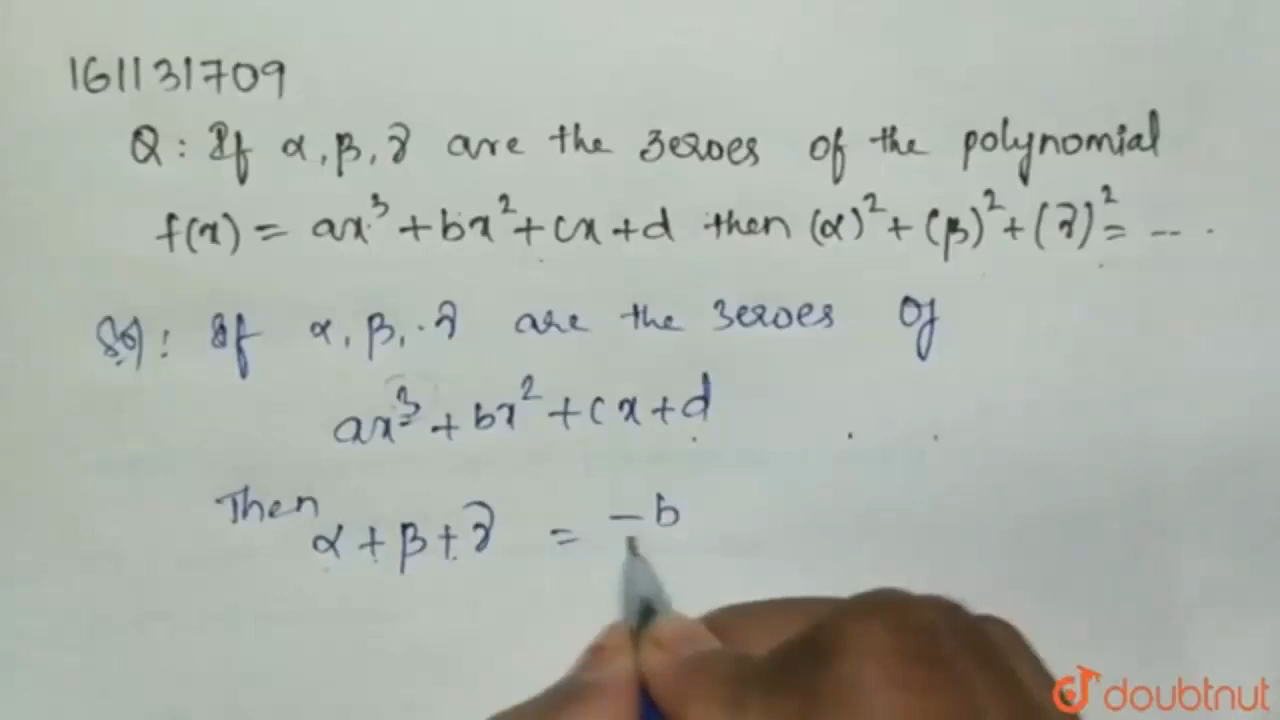 161131709
Q: If α, β, γ are the zeroes of the polynomial
f(x) = ax³ + bx² + cx + d then (α)² + (β)² + (γ)² = --- .
Sol: If α, β, γ are the zeroes of
ax³ + bx² + cx + d
Then
α + β + γ = -b
doubtnut